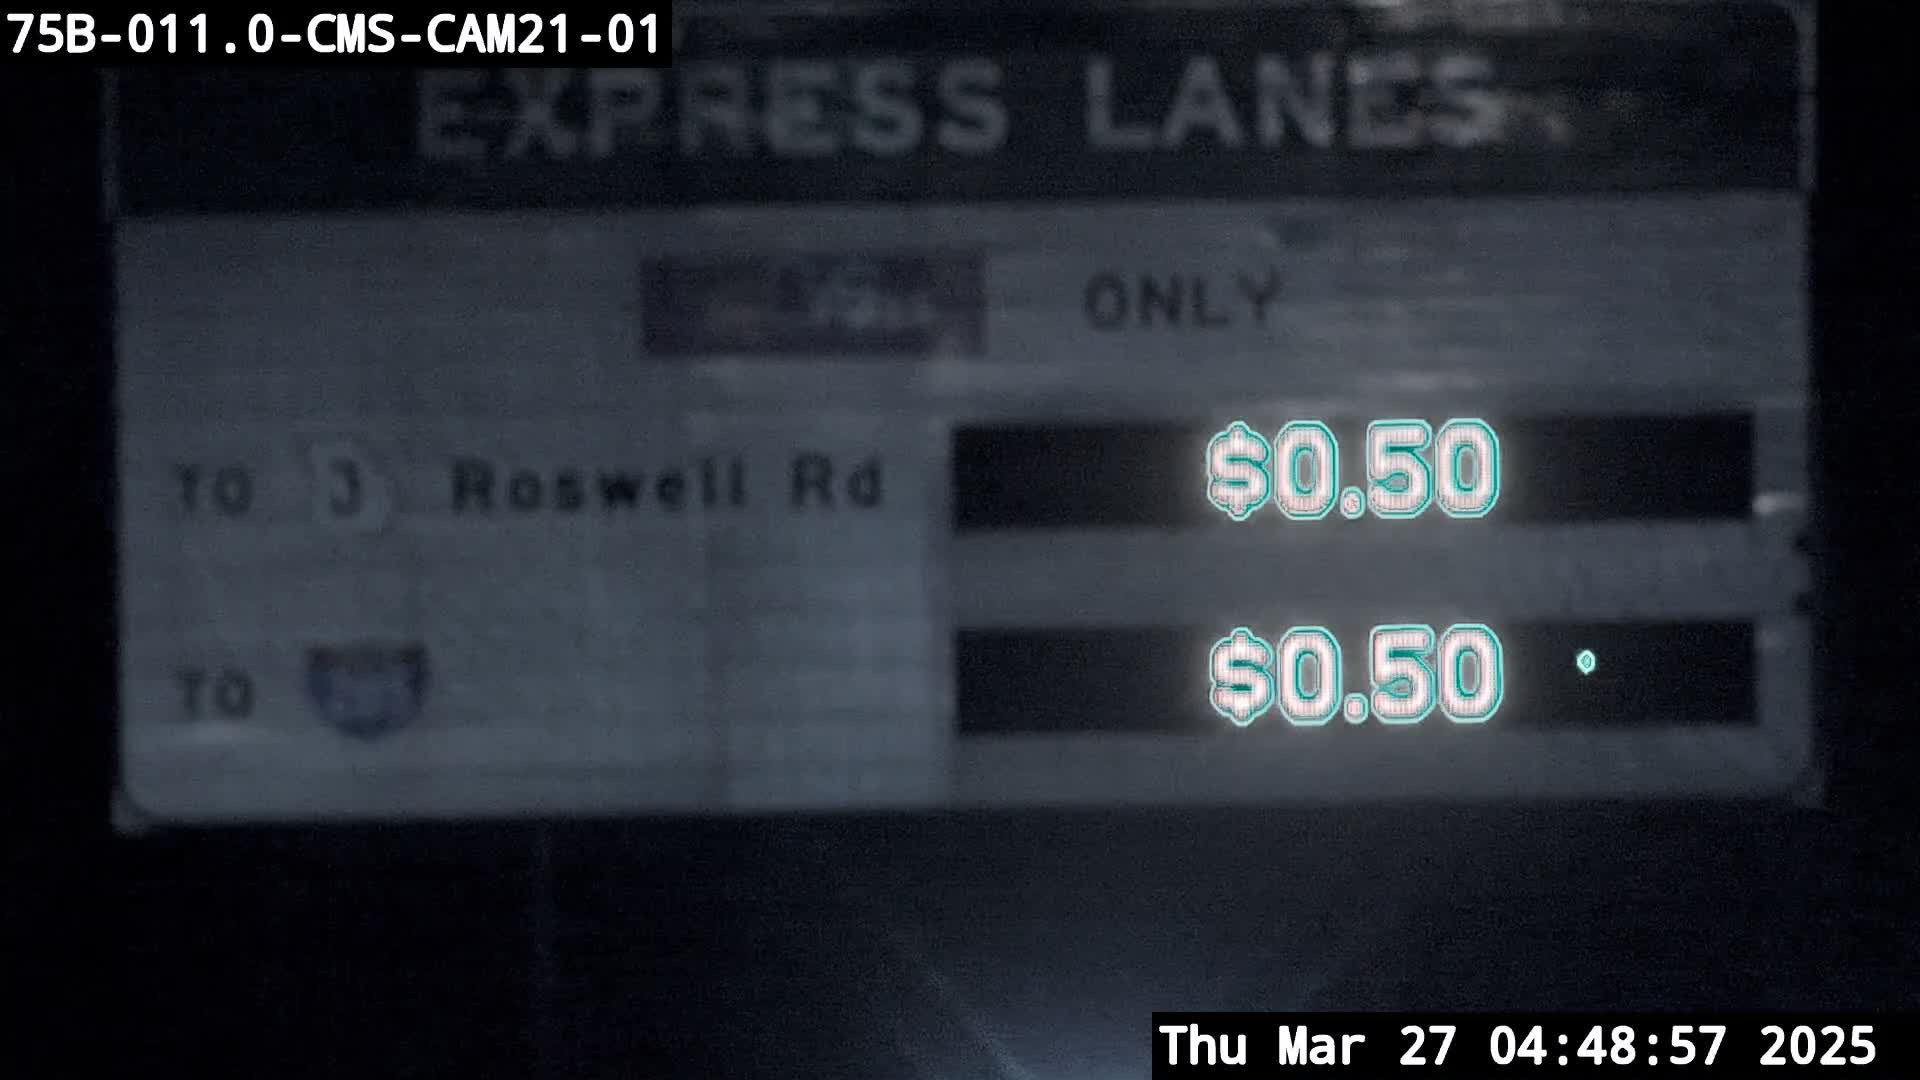 75B-011.0-CMS-CAM21-01
EXPRESS LANES
ONLY
TO 3 Roswell Rd $0.50
TO $0.50
Thu Mar 27 04:48:57 2025